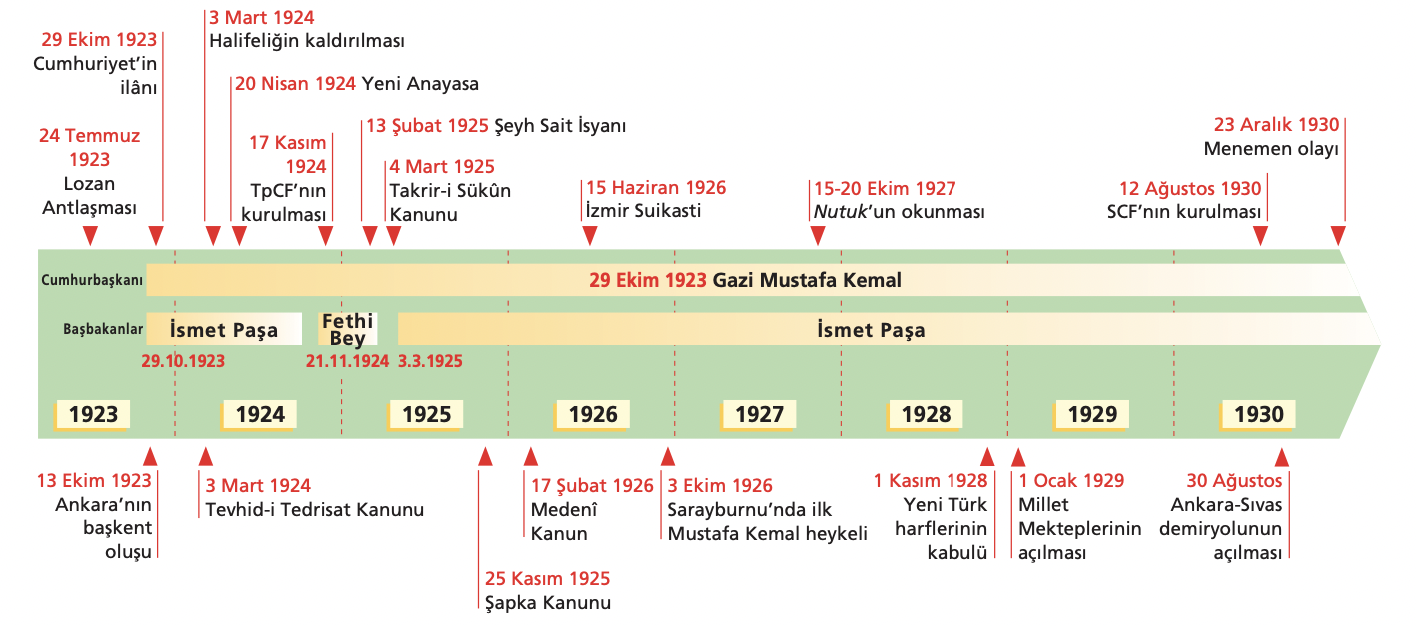 29 Ekim 1923
Cumhuriyet’in
ilânı
3 Mart 1924
Halifeliğin kaldırılması
20 Nisan 1924 Yeni Anayasa
24 Temmuz
1923
Lozan
Antlaşması
17 Kasım
1924
TpCF’nın
kurulması
13 Şubat 1925 Şeyh Sait İsyanı
4 Mart 1925
Takrir-i Sükûn
Kanunu
15 Haziran 1926
İzmir Suikasti
15-20 Ekim 1927
Nutuk’un okunması
12 Ağustos 1930
SCF’nın kurulması
23 Aralık 1930
Menemen olayı
Cumhurbaşkanı
29 Ekim 1923 Gazi Mustafa Kemal
Başbakanlar
İsmet Paşa
Fethi
Bey
İsmet Paşa
29.10.1923
21.11.1924
3.3.1925
1923
1924
1925
1926
1927
1928
1929
1930
13 Ekim 1923
Ankara’nın
başkent
oluşu
3 Mart 1924
Tevhid-i Tedrisat Kanunu
25 Kasım 1925
Şapka Kanunu
17 Şubat 1926
Medenî
Kanun
3 Ekim 1926
Sarayburnu’nda ilk
Mustafa Kemal heykeli
1 Kasım 1928
Yeni Türk
harflerinin
kabulü
1 Ocak 1929
Millet
Mekteplerinin
açılması
30 Ağustos
Ankara-Sıvas
demiryolunun
açılması